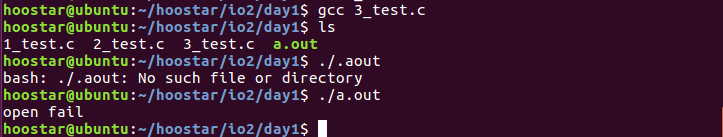 hoostar@ubuntu:~/hoostar/io2/day1$ gcc 3_test.c
hoostar@ubuntu:~/hoostar/io2/day1$ ls
1_test.c  2_test.c  3_test.c  a.out
hoostar@ubuntu:~/hoostar/io2/day1$ ./.aout
bash: ./.aout: No such file or directory
hoostar@ubuntu:~/hoostar/io2/day1$ ./a.out
open fail
hoostar@ubuntu:~/hoostar/io2/day1$